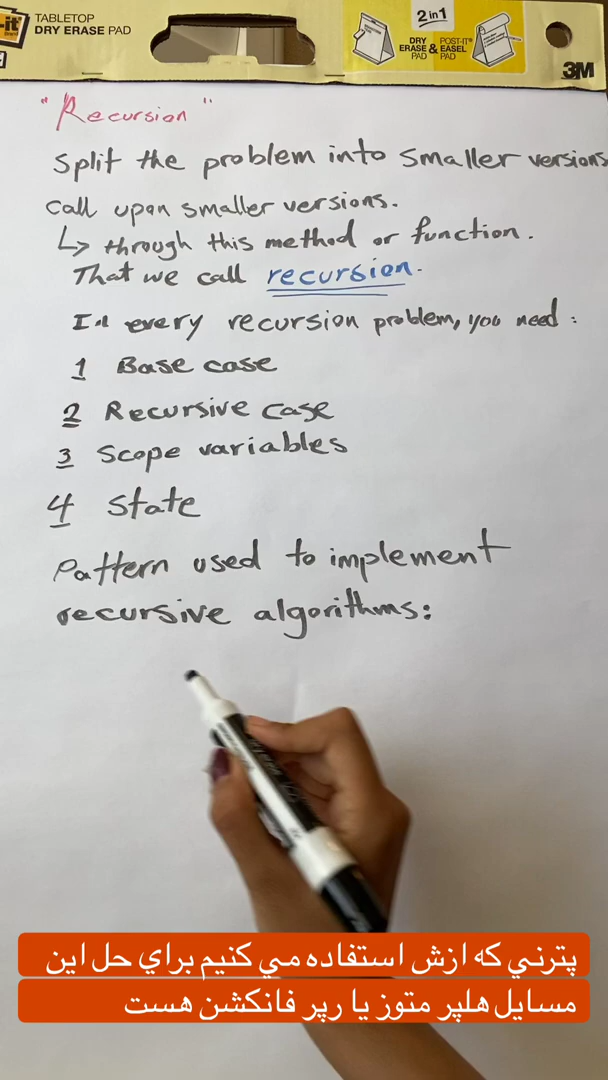 -it
TABLETOP
DRY ERASE PAD
2 in 1
DRY ERASE PAD & POST-IT® EASEL PAD
3M
"Recursion"
Split the problem into smaller versions
call upon smaller versions.
↳ through this method or function.
That we call recursion.
In every recursion problem, you need:
1 Base case
2 Recursive case
3 Scope variables
4 State
Pattern used to implement
recursive algorithms:
پترني که ازش استفاده مي کنيم براي حل اين
مسايل هلپر متوز يا رپر فانکشن هست